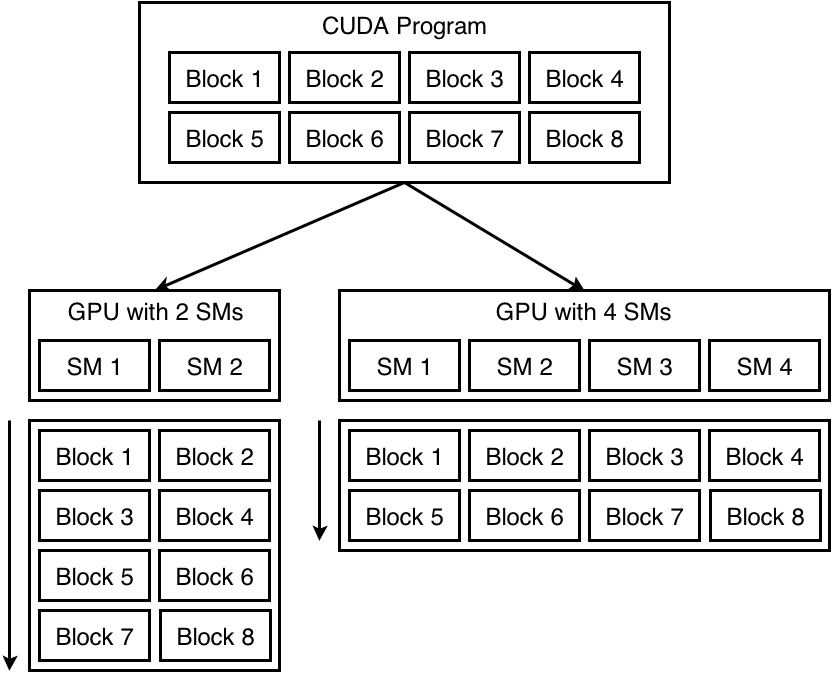 CUDA Program
Block 1 Block 2 Block 3 Block 4
Block 5 Block 6 Block 7 Block 8
GPU with 2 SMs
SM 1 SM 2
Block 1 Block 2
Block 3 Block 4
Block 5 Block 6
Block 7 Block 8
GPU with 4 SMs
SM 1 SM 2 SM 3 SM 4
Block 1 Block 2 Block 3 Block 4
Block 5 Block 6 Block 7 Block 8